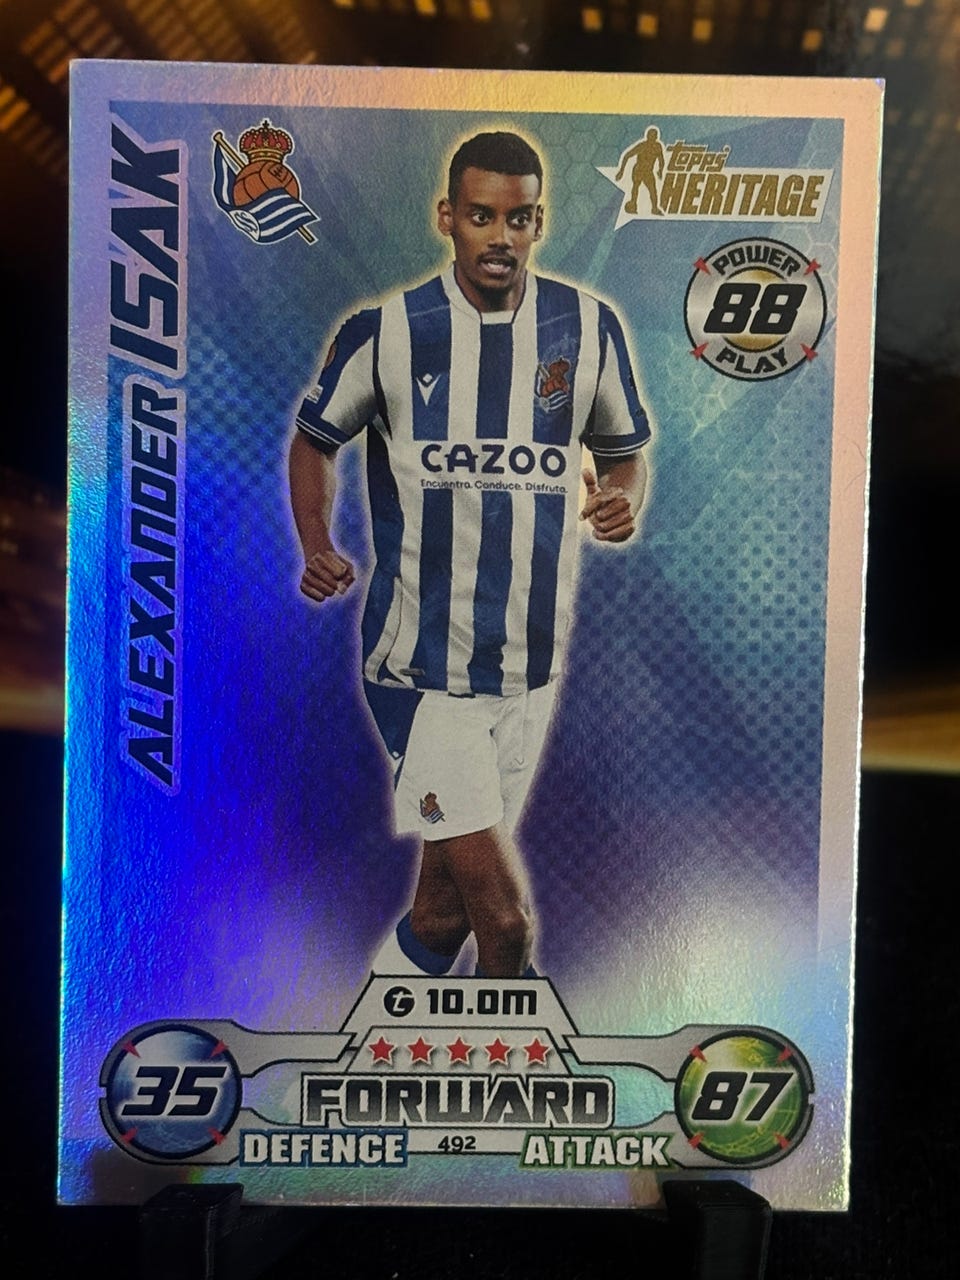 ALEXANDER ISAK
Topps
HERITAGE
POWER
88
PLAY
CAZOO
Encuentra. Conduce. Disfruta.
10.0M
35
FORWARD
87
DEFENCE
492
ATTACK